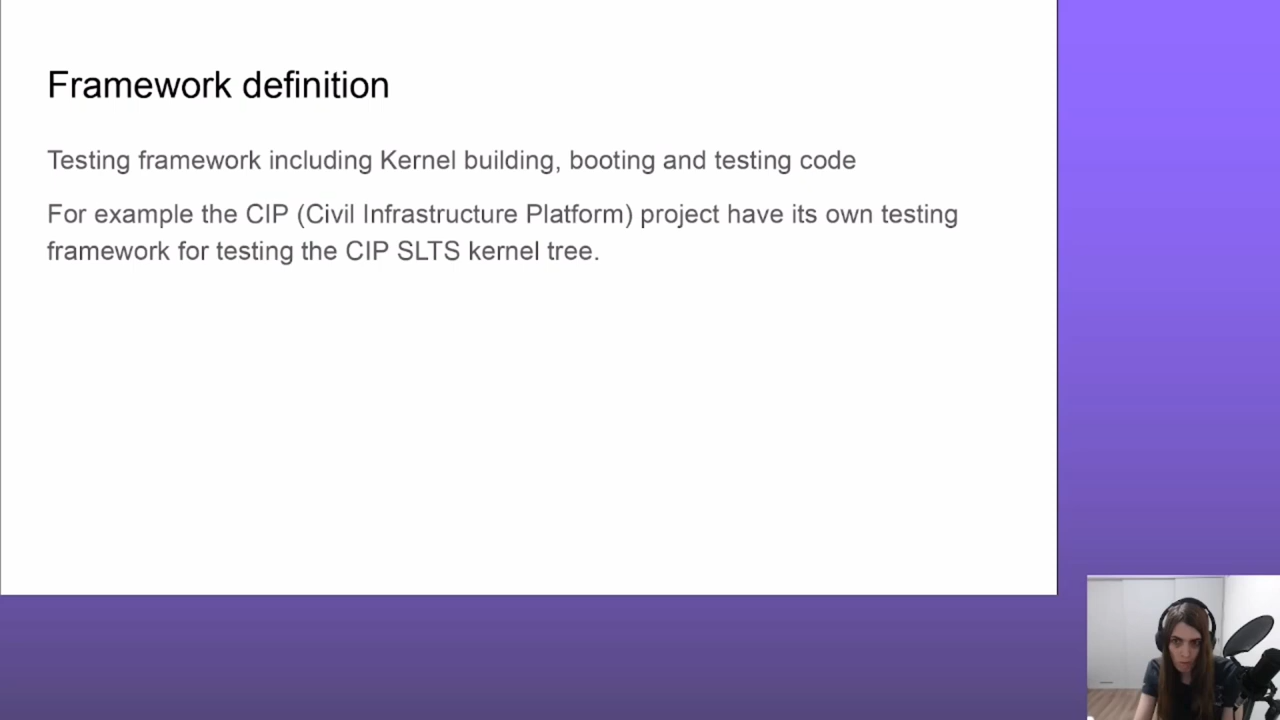 Framework definition
Testing framework including Kernel building, booting and testing code
For example the CIP (Civil Infrastructure Platform) project have its own testing
framework for testing the CIP SLTS kernel tree.